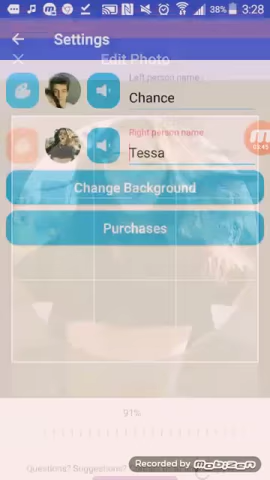 38% 3:28
Settings
Edit Photo
Left person name
Chance
Right person name
Tessa
Change Background
Purchases
91%
Questions? Suggestions?
Recorded by
mobizen